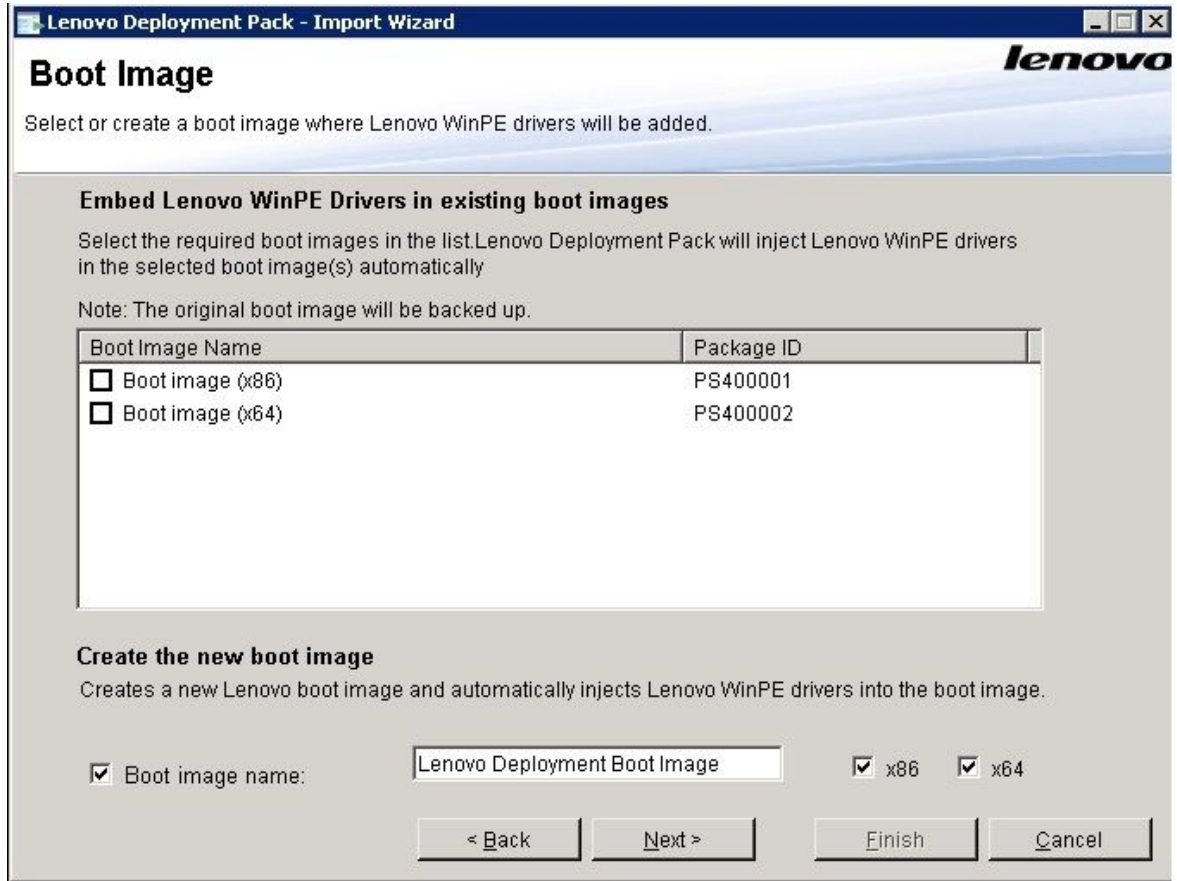 Lenovo Deployment Pack - Import Wizard
lenovo
Boot Image
Select or create a boot image where Lenovo WinPE drivers will be added.
Embed Lenovo WinPE Drivers in existing boot images
Select the required boot images in the list.Lenovo Deployment Pack will inject Lenovo WinPE drivers
in the selected boot image(s) automatically
Note: The original boot image will be backed up.
Boot Image Name Package ID
Boot image (x86) PS400001
Boot image (x64) PS400002
Create the new boot image
Creates a new Lenovo boot image and automatically injects Lenovo WinPE drivers into the boot image.
Boot image name: Lenovo Deployment Boot Image x86 x64
< Back Next > Finish Cancel